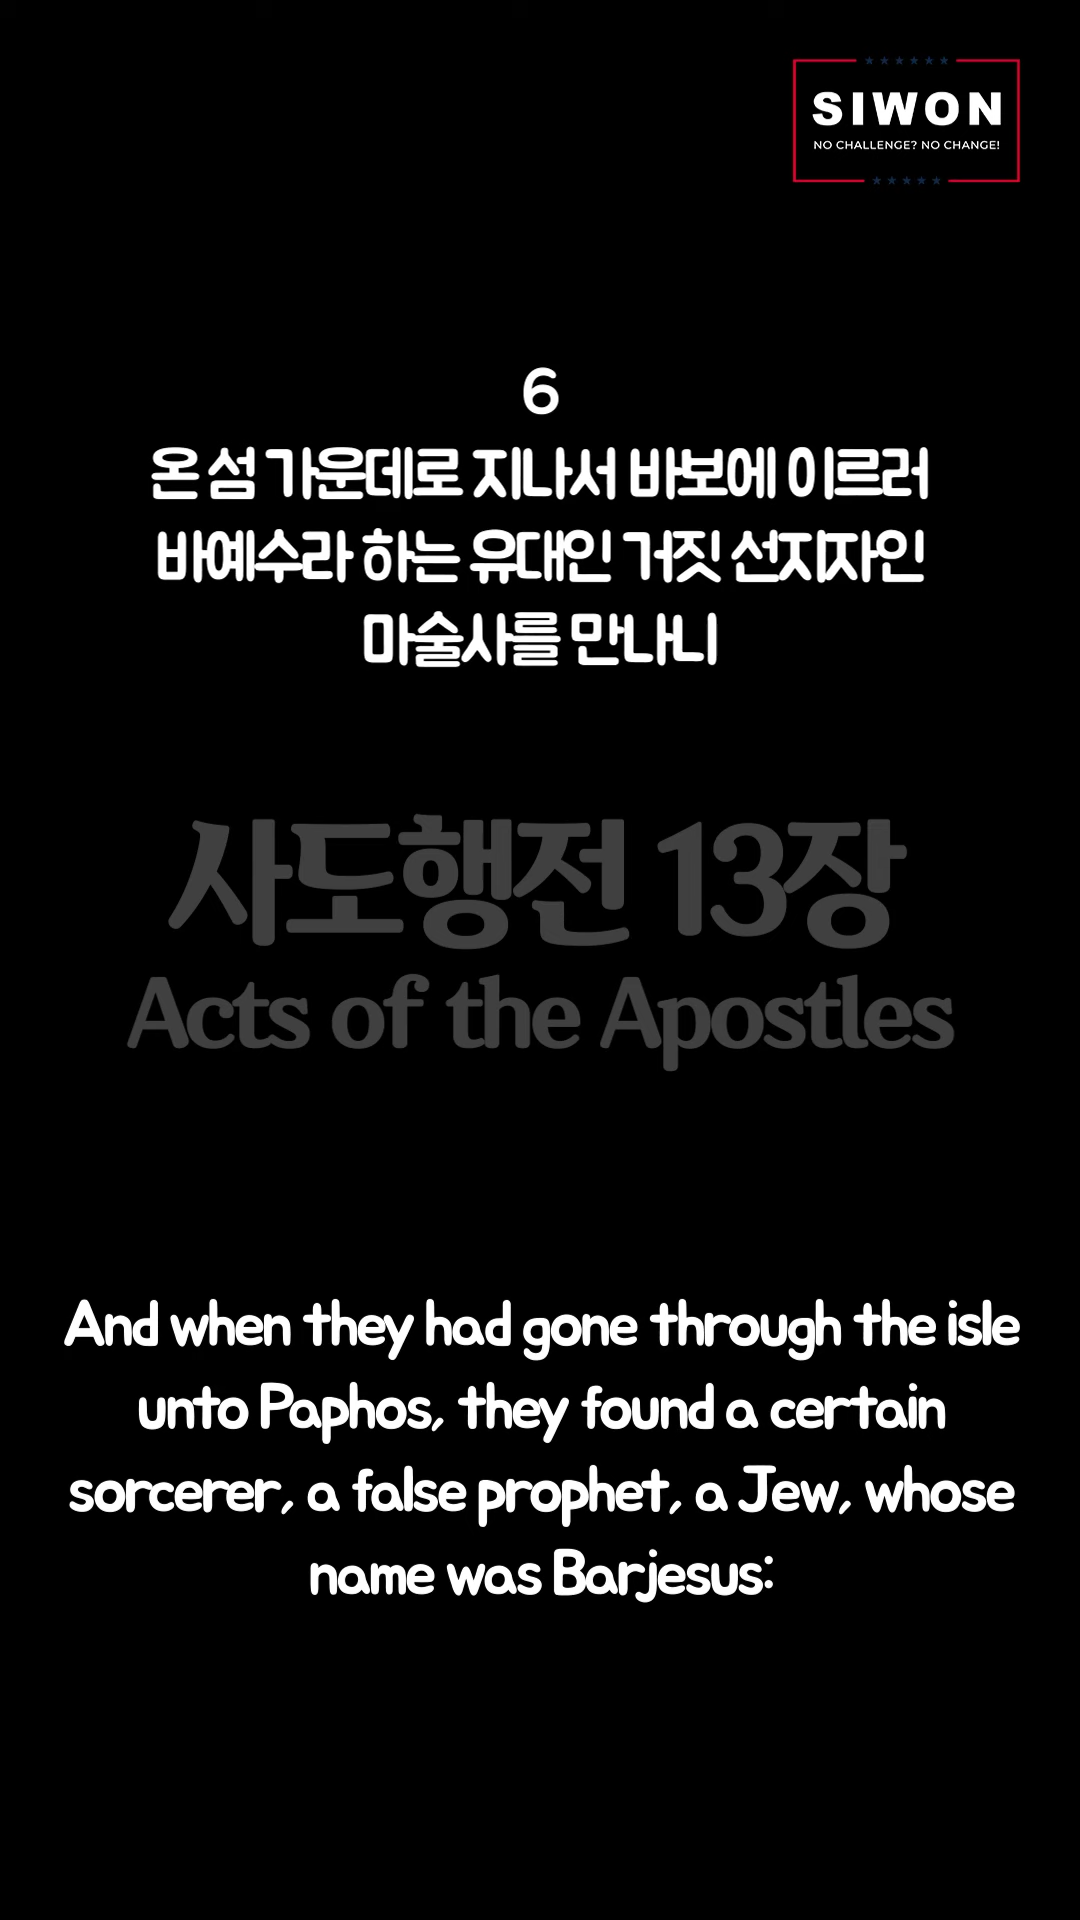 SIWON
NO CHALLENGE? NO CHANGE!
6
온 섬 가운데로 지나서 바보에 이르러
바예수라 하는 유대인 거짓 선지자인
마술사를 만나니
사도행전 13장
Acts of the Apostles
And when they had gone through the isle
unto Paphos, they found a certain
sorcerer, a false prophet, a Jew, whose
name was Barjesus: